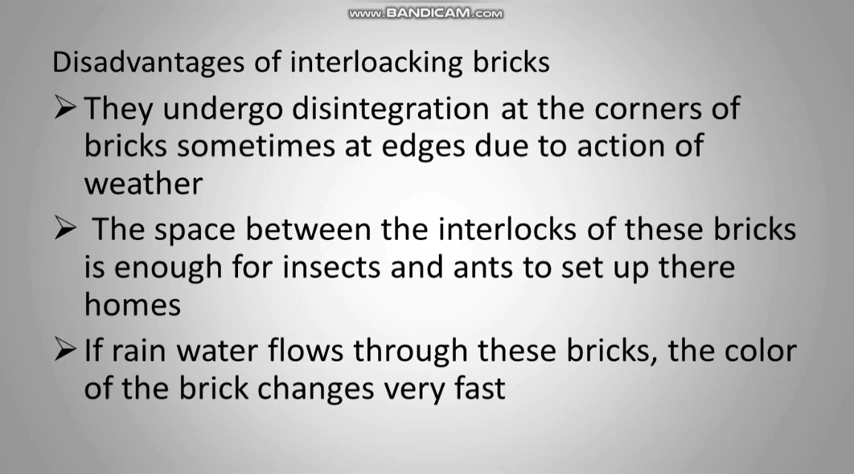 www.BANDICAM.com
Disadvantages of interloacking bricks
➢ They undergo disintegration at the corners of
bricks sometimes at edges due to action of
weather
➢ The space between the interlocks of these bricks
is enough for insects and ants to set up there
homes
➢ If rain water flows through these bricks, the color
of the brick changes very fast